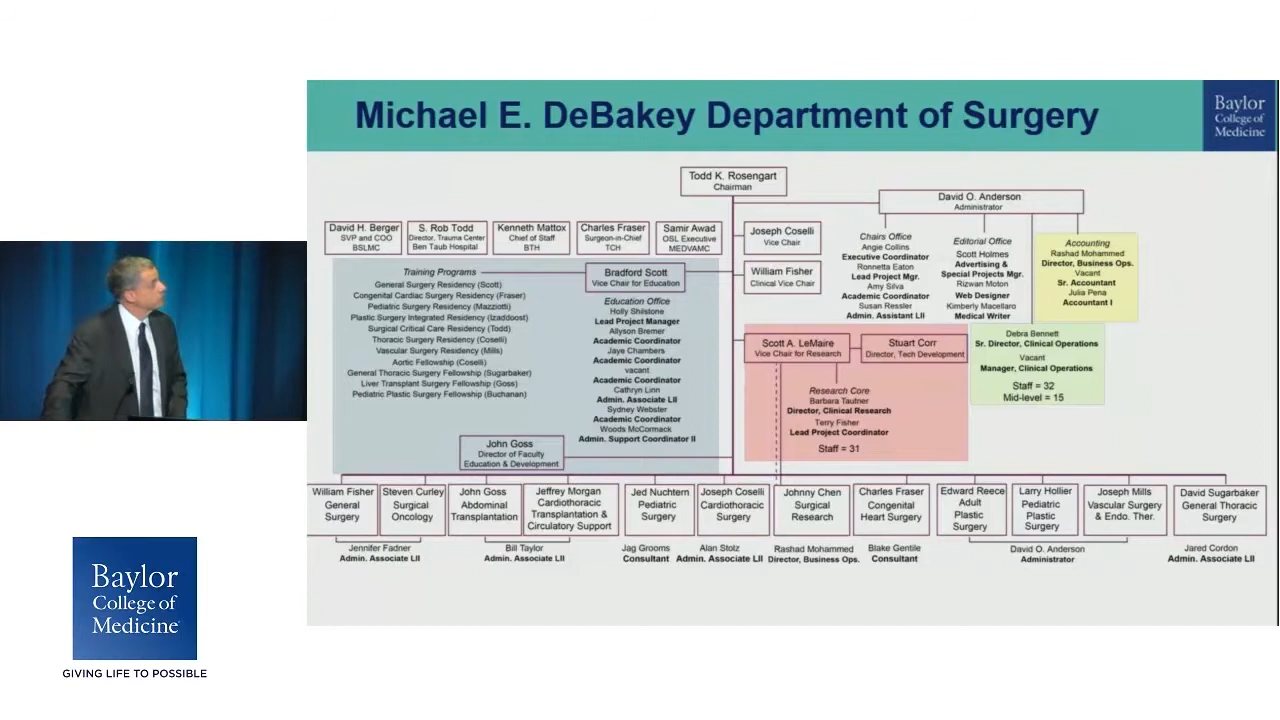 Michael E. DeBakey Department of Surgery
Baylor
College of
Medicine
Todd K. Rosengart
Chairman
David O. Anderson
Administrator
David H. Berger
SVP and COO
BSLMC
S. Rob Todd
Director, Trauma Center
Ben Taub Hospital
Kenneth Mattox
Chief of Staff
BTH
Charles Fraser
Surgeon-in-Chief
TCH
Samir Awad
OSL Executive
MEDVAMC
Joseph Coselli
Vice Chair
William Fisher
Clinical Vice Chair
Chairs Office
Angie Collins
Executive Coordinator
Ronnetta Eaton
Lead Project Mgr.
Amy Silva
Academic Coordinator
Susan Ressler
Admin. Assistant LII
Editorial Office
Scott Holmes
Advertising &
Special Projects Mgr.
Rizwan Moton
Web Designer
Kimberly Macellaro
Medical Writer
Accounting
Rashad Mohammed
Director, Business Ops.
Vacant
Sr. Accountant
Julia Pena
Accountant I
Training Programs
General Surgery Residency (Scott)
Congenital Cardiac Surgery Residency (Fraser)
Pediatric Surgery Residency (Mazziotti)
Plastic Surgery Integrated Residency (Izaddoost)
Surgical Critical Care Residency (Todd)
Thoracic Surgery Residency (Coselli)
Vascular Surgery Residency (Mills)
Aortic Fellowship (Coselli)
General Thoracic Surgery Fellowship (Sugarbaker)
Liver Transplant Surgery Fellowship (Goss)
Pediatric Plastic Surgery Fellowship (Buchanan)
Bradford Scott
Vice Chair for Education
Education Office
Holly Shilstone
Lead Project Manager
Allyson Bremer
Academic Coordinator
Jaye Chambers
Academic Coordinator
vacant
Academic Coordinator
Cathryn Linn
Admin. Associate LII
Sydney Webster
Academic Coordinator
Woods McCormack
Admin. Support Coordinator II
Scott A. LeMaire
Vice Chair for Research
Stuart Corr
Director, Tech Development
Research Core
Barbara Tautner
Director, Clinical Research
Terry Fisher
Lead Project Coordinator
Staff = 31
Debra Bennett
Sr. Director, Clinical Operations
Vacant
Manager, Clinical Operations
Staff = 32
Mid-level = 15
John Goss
Director of Faculty
Education & Development
William Fisher
General
Surgery
Steven Curley
Surgical
Oncology
John Goss
Abdominal
Transplantation
Jeffrey Morgan
Cardiothoracic
Transplantation &
Circulatory Support
Jed Nuchtern
Pediatric
Surgery
Joseph Coselli
Cardiothoracic
Surgery
Johnny Chen
Surgical
Research
Charles Fraser
Congenital
Heart Surgery
Edward Reece
Adult
Plastic
Surgery
Larry Hollier
Pediatric
Plastic
Surgery
Joseph Mills
Vascular Surgery
& Endo. Ther.
David Sugarbaker
General Thoracic
Surgery
Jennifer Fadner
Admin. Associate LII
Bill Taylor
Admin. Associate LII
Jag Grooms
Consultant
Alan Stolz
Admin. Associate LII
Rashad Mohammed
Director, Business Ops.
Blake Gentile
Consultant
David O. Anderson
Administrator
Jared Cordon
Admin. Associate LII
Baylor
College of
Medicine
GIVING LIFE TO POSSIBLE